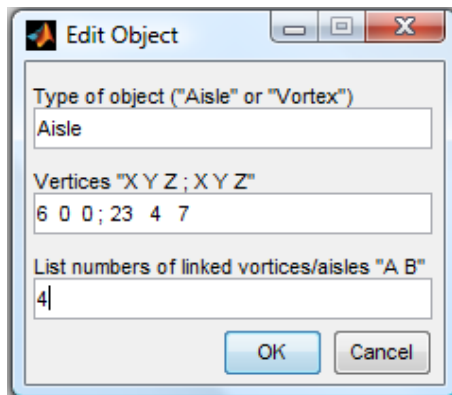 Edit Object
Type of object ("Aisle" or "Vortex")
Aisle
Vertices "X Y Z ; X Y Z"
6 0 0; 23 4 7
List numbers of linked vortices/aisles "A B"
4
OK Cancel